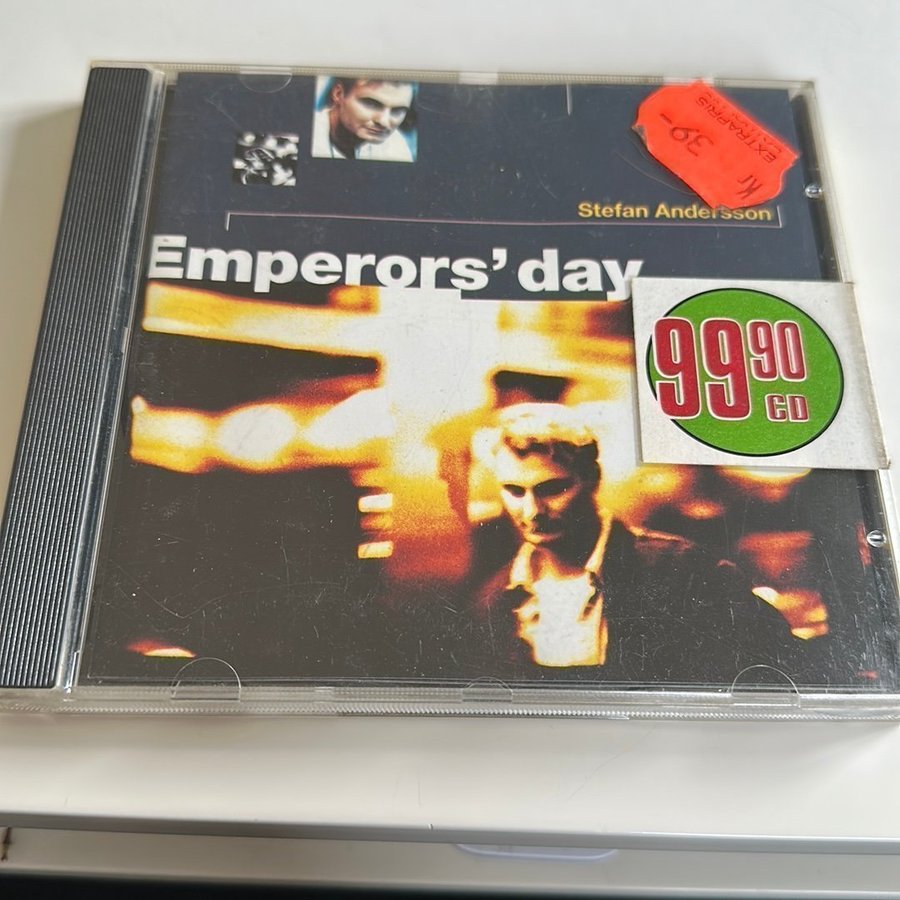 EXTRAPRIS
Kr 39-
Stefan Andersson
Emperors' day
99 90
CD